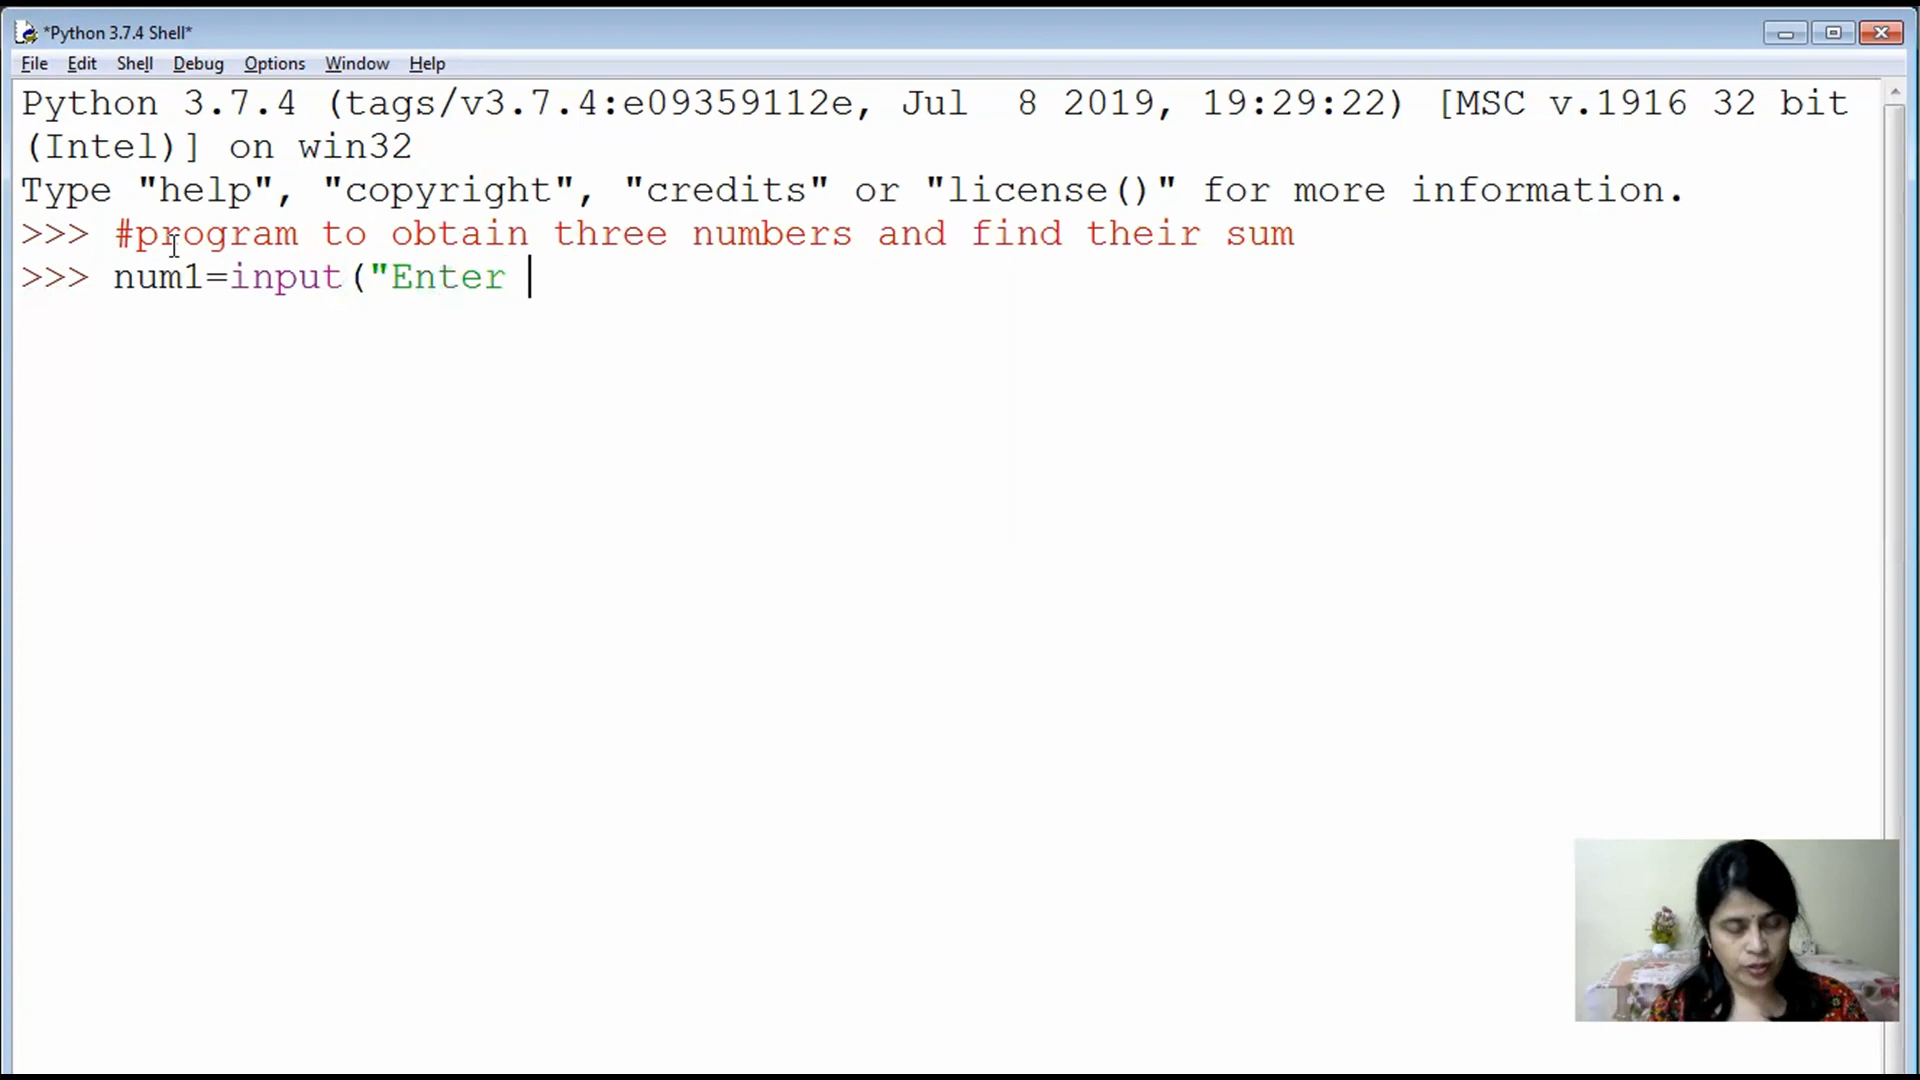 *Python 3.7.4 Shell*
File Edit Shell Debug Options Window Help
Python 3.7.4 (tags/v3.7.4:e09359112e, Jul  8 2019, 19:29:22) [MSC v.1916 32 bit
(Intel)] on win32
Type "help", "copyright", "credits" or "license()" for more information.
>>> #program to obtain three numbers and find their sum
>>> num1=input("Enter